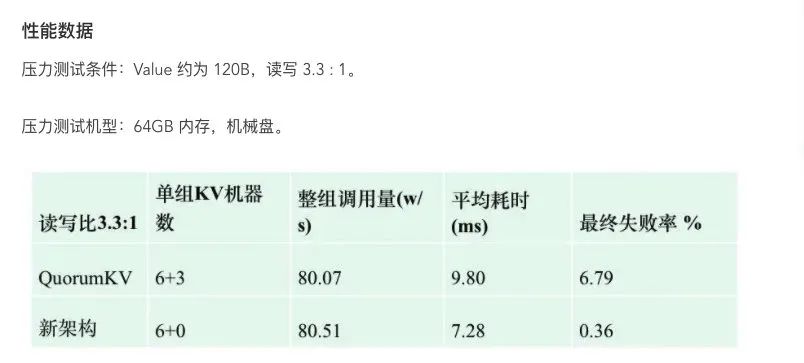 性能数据
压力测试条件：Value 约为 120B，读写 3.3 : 1。
压力测试机型：64GB 内存，机械盘。
读写比3.3:1 单组KV机器数 整组调用量(w/s) 平均耗时(ms) 最终失败率 %
QuorumKV 6+3 80.07 9.80 6.79
新架构 6+0 80.51 7.28 0.36